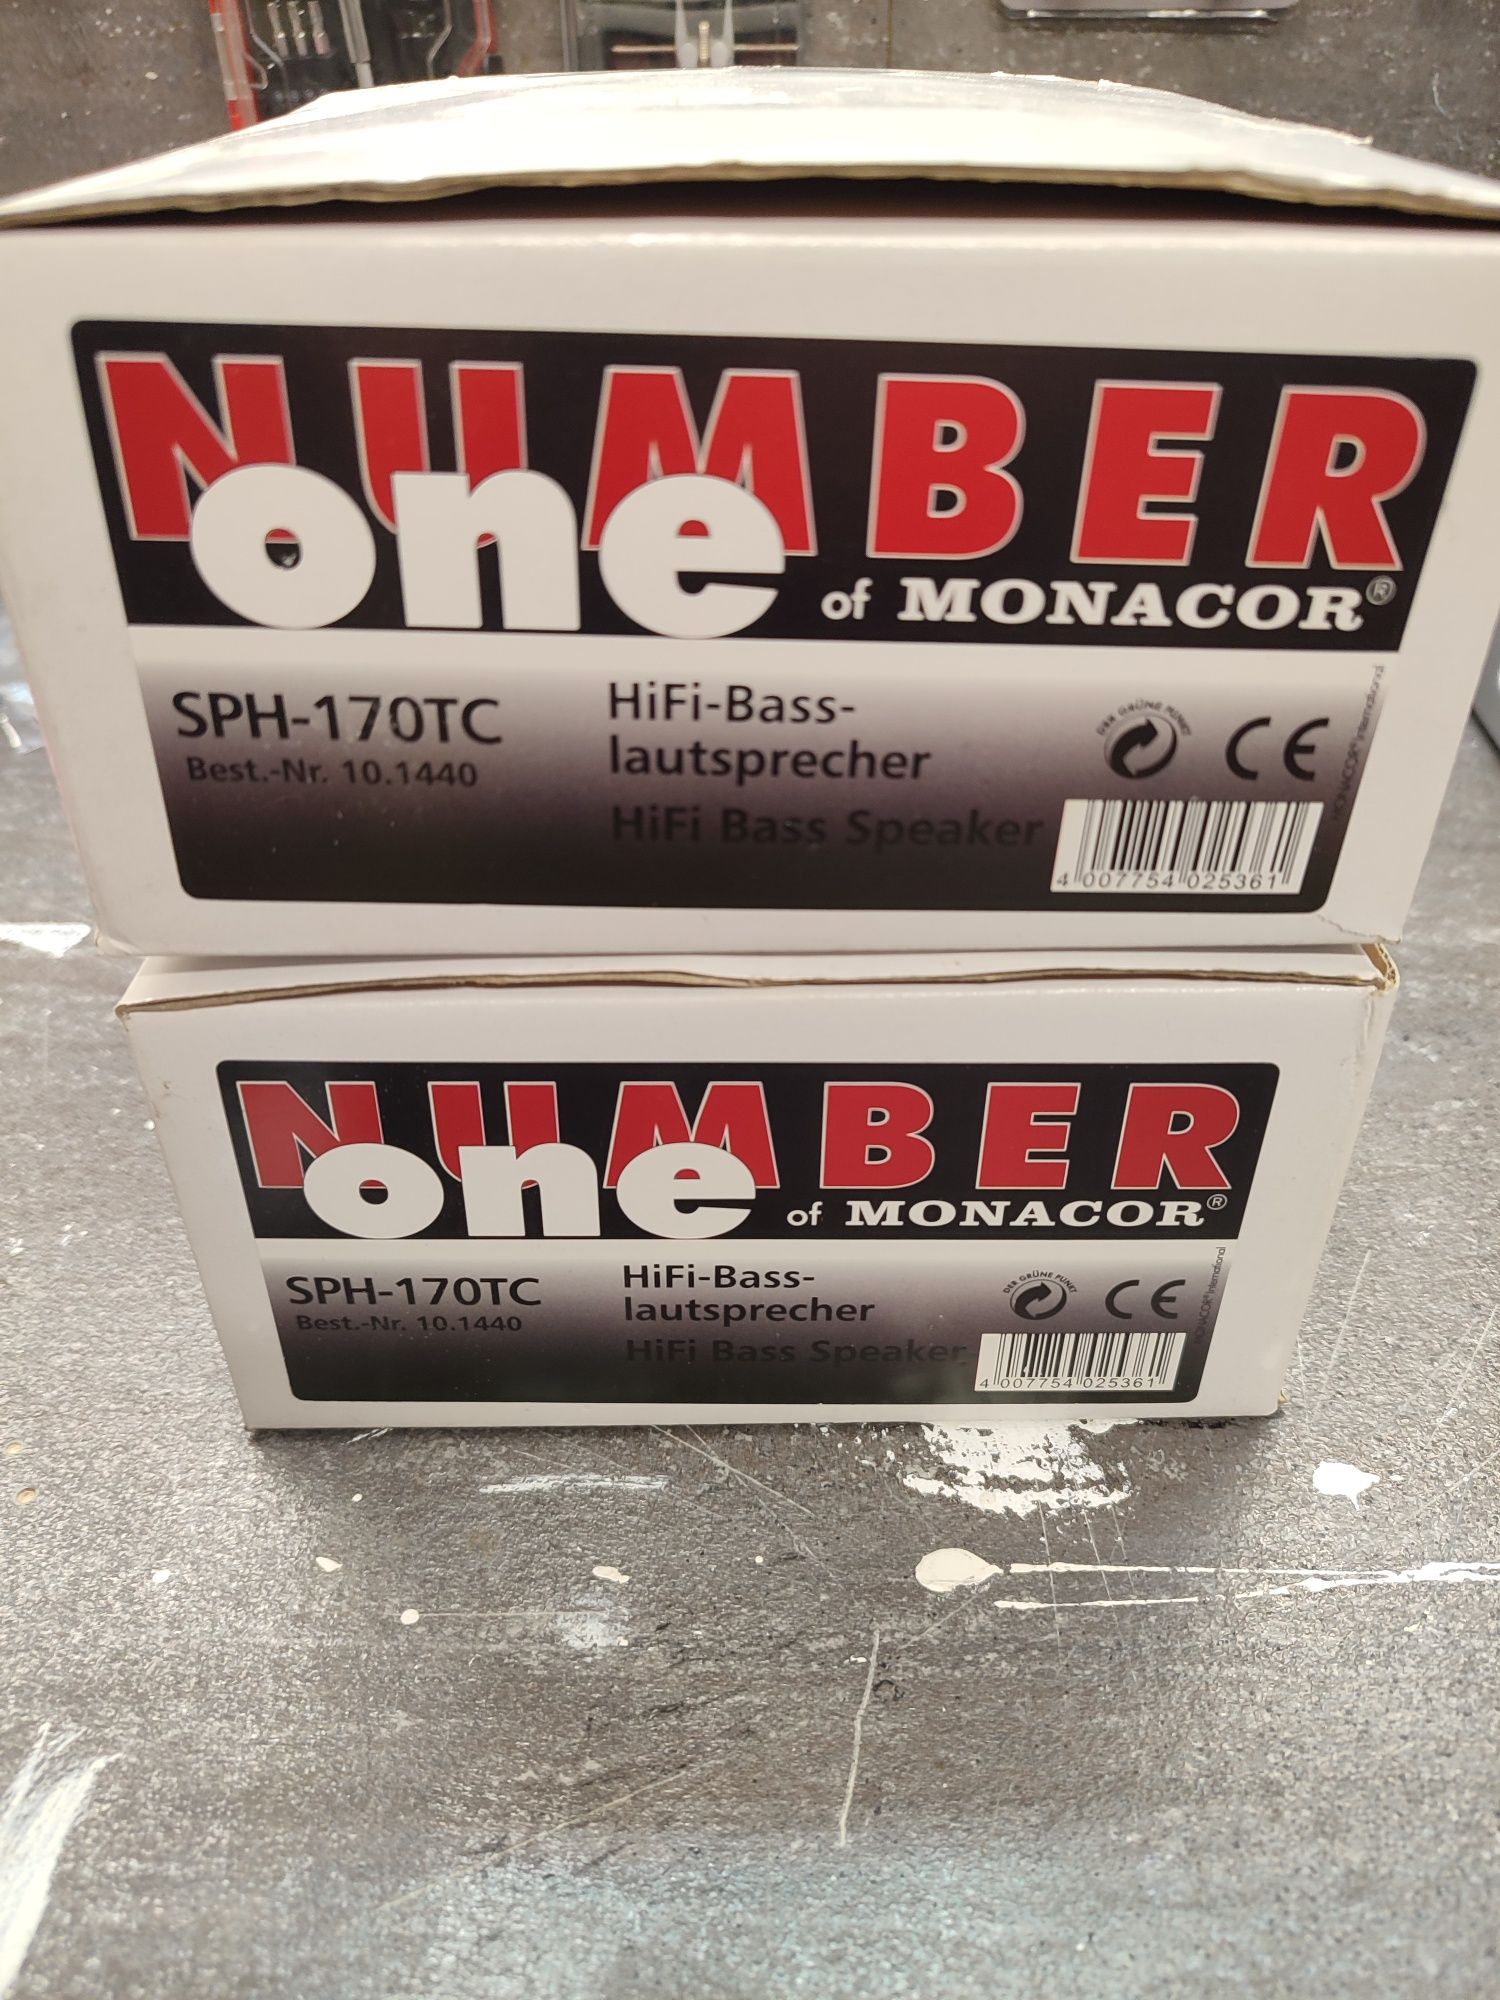 NUMBER
one of MONACOR®
SPH-170TC
Best.-Nr. 10.1440
HiFi-Bass-
lautsprecher
HiFi Bass Speaker
DER GRÜNE PUNKT
CE
MONACOR® International
4 007754 025361
NUMBER
one of MONACOR®
SPH-170TC
Best.-Nr. 10.1440
HiFi-Bass-
lautsprecher
HiFi Bass Speaker
DER GRÜNE PUNKT
CE
MONACOR® International
4 007754 025361